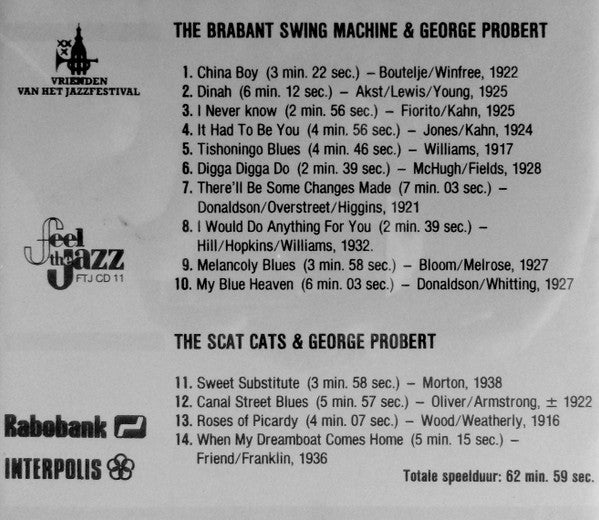 VRIENDEN
VAN HET JAZZFESTIVAL
feel
the
Jazz
FTJ CD 11
Rabobank
INTERPOLIS
THE BRABANT SWING MACHINE & GEORGE PROBERT
1. China Boy (3 min. 22 sec.) – Boutelje/Winfree, 1922
2. Dinah (6 min. 12 sec.) – Akst/Lewis/Young, 1925
3. I Never know (2 min. 56 sec.) – Fiorito/Kahn, 1925
4. It Had To Be You (4 min. 56 sec.) – Jones/Kahn, 1924
5. Tishoningo Blues (4 min. 46 sec.) – Williams, 1917
6. Digga Digga Do (2 min. 39 sec.) – McHugh/Fields, 1928
7. There'll Be Some Changes Made (7 min. 03 sec.) –
Donaldson/Overstreet/Higgins, 1921
8. I Would Do Anything For You (2 min. 39 sec.) –
Hill/Hopkins/Williams, 1932.
9. Melancoly Blues (3 min. 58 sec.) – Bloom/Melrose, 1927
10. My Blue Heaven (6 min. 03 sec.) – Donaldson/Whitting, 1927
THE SCAT CATS & GEORGE PROBERT
11. Sweet Substitute (3 min. 58 sec.) – Morton, 1938
12. Canal Street Blues (5 min. 57 sec.) – Oliver/Armstrong, ± 1922
13. Roses of Picardy (4 min. 07 sec.) – Wood/Weatherly, 1916
14. When My Dreamboat Comes Home (5 min. 15 sec.) –
Friend/Franklin, 1936
Totale speelduur: 62 min. 59 sec.